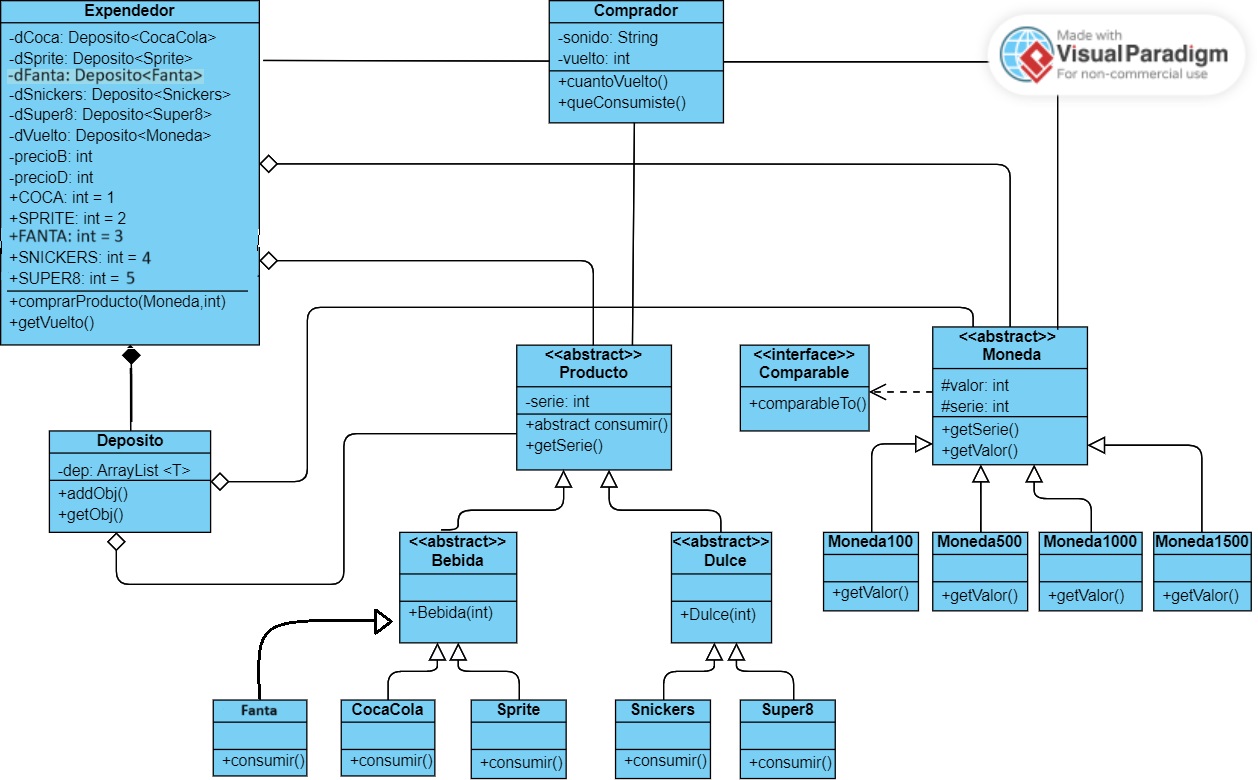 Expendedor
-dCoca: Deposito<CocaCola>
-dSprite: Deposito<Sprite>
-dFanta: Deposito<Fanta>
-dSnickers: Deposito<Snickers>
-dSuper8: Deposito<Super8>
-dVuelto: Deposito<Moneda>
-precioB: int
-precioD: int
+COCA: int = 1
+SPRITE: int = 2
+FANTA: int = 3
+SNICKERS: int = 4
+SUPER8: int = 5
+comprarProducto(Moneda,int)
+getVuelto()
Comprador
-sonido: String
-vuelto: int
+cuantoVuelto()
+queConsumiste()
Made with
VisualParadigm
For non-commercial use
Deposito
-dep: ArrayList <T>
+addObj()
+getObj()
<<abstract>>
Producto
-serie: int
+abstract consumir()
+getSerie()
<<interface>>
Comparable
+comparableTo()
<<abstract>>
Moneda
#valor: int
#serie: int
+getSerie()
+getValor()
<<abstract>>
Bebida
+Bebida(int)
<<abstract>>
Dulce
+Dulce(int)
Moneda100
+getValor()
Moneda500
+getValor()
Moneda1000
+getValor()
Moneda1500
+getValor()
Fanta
+consumir()
CocaCola
+consumir()
Sprite
+consumir()
Snickers
+consumir()
Super8
+consumir()